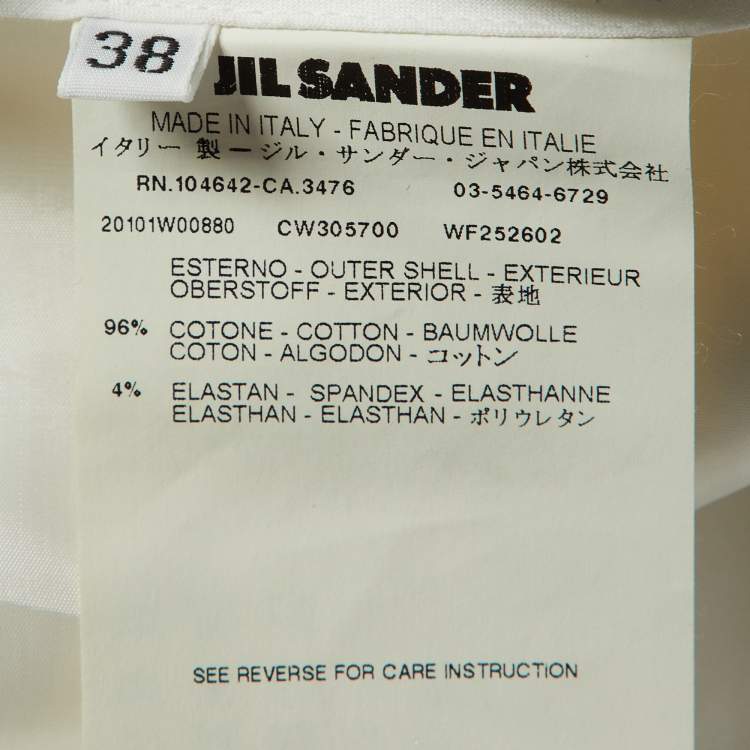 38
JIL SANDER
MADE IN ITALY - FABRIQUE EN ITALIE
イタリー 製 ージル・サンダー・ジャパン株式会社
RN.104642-CA.3476 03-5464-6729
20101W00880 CW305700 WF252602
ESTERNO - OUTER SHELL - EXTERIEUR
OBERSTOFF - EXTERIOR - 表地
96% COTONE - COTTON - BAUMWOLLE
COTON - ALGODON - コットン
4% ELASTAN - SPANDEX - ELASTHANNE
ELASTHAN - ELASTHAN - ポリウレタン
SEE REVERSE FOR CARE INSTRUCTION